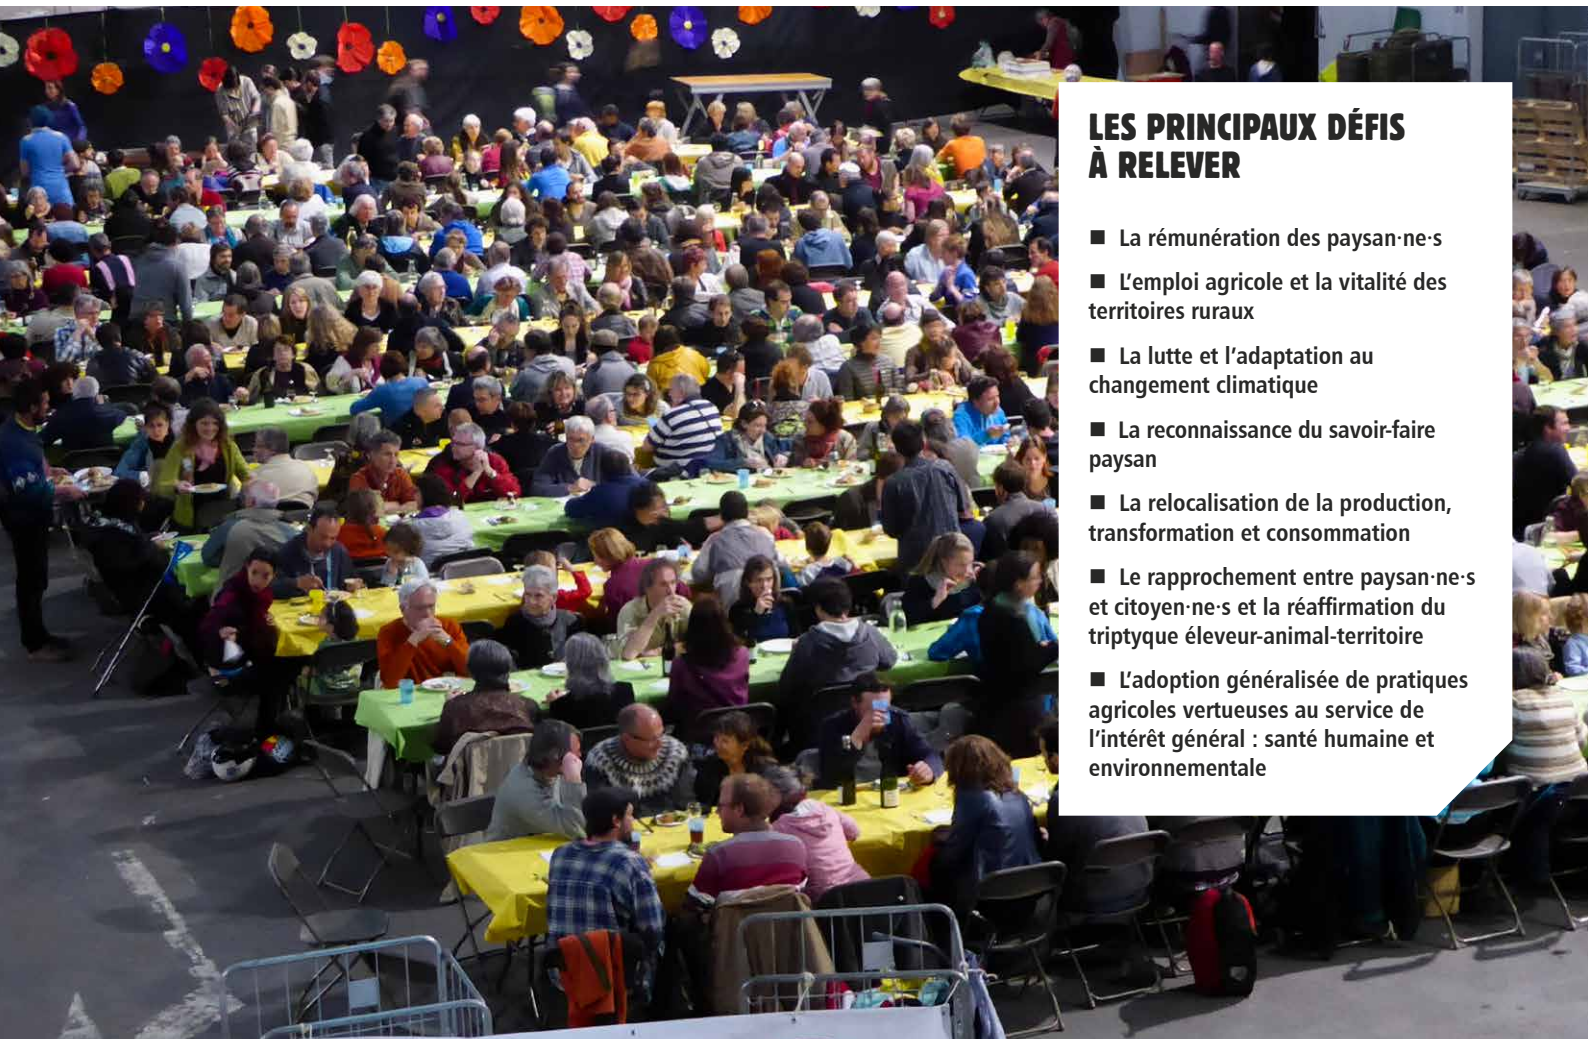 LES PRINCIPAUX DÉFIS
À RELEVER
■ La rémunération des paysan·ne·s
■ L'emploi agricole et la vitalité des
territoires ruraux
■ La lutte et l'adaptation au
changement climatique
■ La reconnaissance du savoir-faire
paysan
■ La relocalisation de la production,
transformation et consommation
■ Le rapprochement entre paysan·ne·s
et citoyen·ne·s et la réaffirmation du
triptyque éleveur-animal-territoire
■ L'adoption généralisée de pratiques
agricoles vertueuses au service de
l'intérêt général : santé humaine et
environnementale